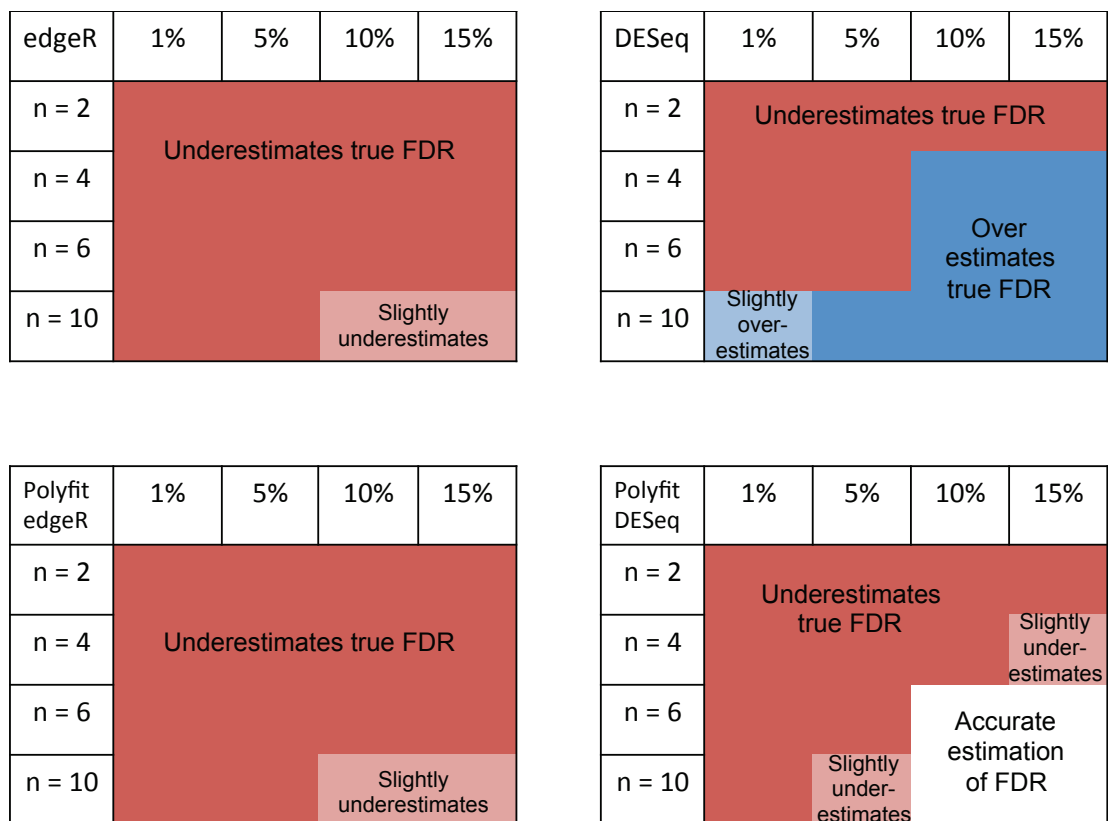 edgeR 1% 5% 10% 15%
n = 2
Underestimates true FDR
n = 4
n = 6
n = 10
Slightly
underestimates
DESeq 1% 5% 10% 15%
n = 2
Underestimates true FDR
n = 4
n = 6
Over
estimates
true FDR
n = 10
Slightly
over-
estimates
Polyfit
edgeR
1% 5% 10% 15%
n = 2
n = 4
Underestimates true FDR
n = 6
n = 10
Slightly
underestimates
Polyfit
DESeq
1% 5% 10% 15%
n = 2
Underestimates
true FDR
n = 4
Slightly
under-
estimates
n = 6
Accurate
estimation
of FDR
n = 10
Slightly
under-
estimates